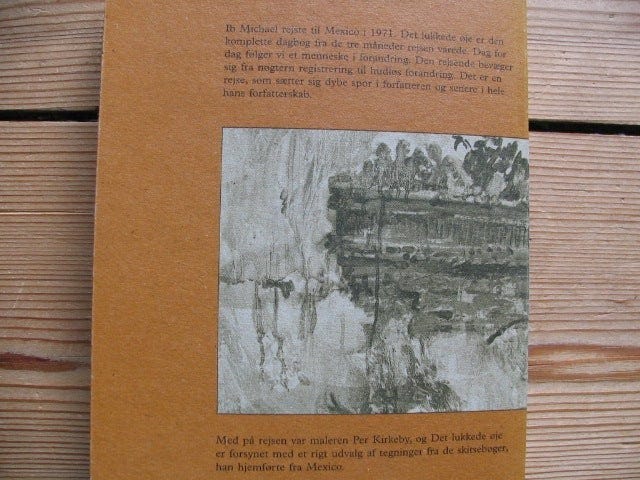 Ib Michael rejste til Mexico i 1971. Det lukkede øje er den
komplette dagbog fra de tre måneder rejsen varede. Dag for
dag følger vi et menneske i forandring. Den rejsende bevæger
sig fra nøgtern registrering til hudløs forandring. Det er en
rejse, som sætter sig dybe spor i forfatteren og senere i hele
hans forfatterskab.
Med på rejsen var maleren Per Kirkeby, og Det lukkede øje
er forsynet med et rigt udvalg af tegninger fra de skitsebøger,
han hjemførte fra Mexico.